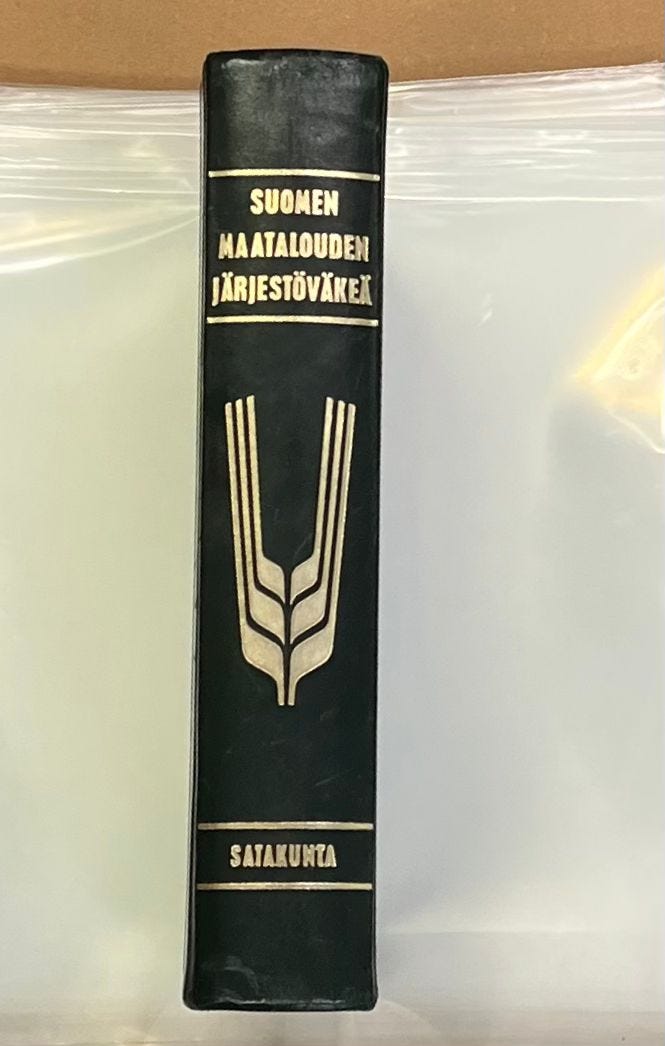 SUOMEN
MAATALOUDEN
JÄRJESTÖVÄKEÄ
SATAKUNTA